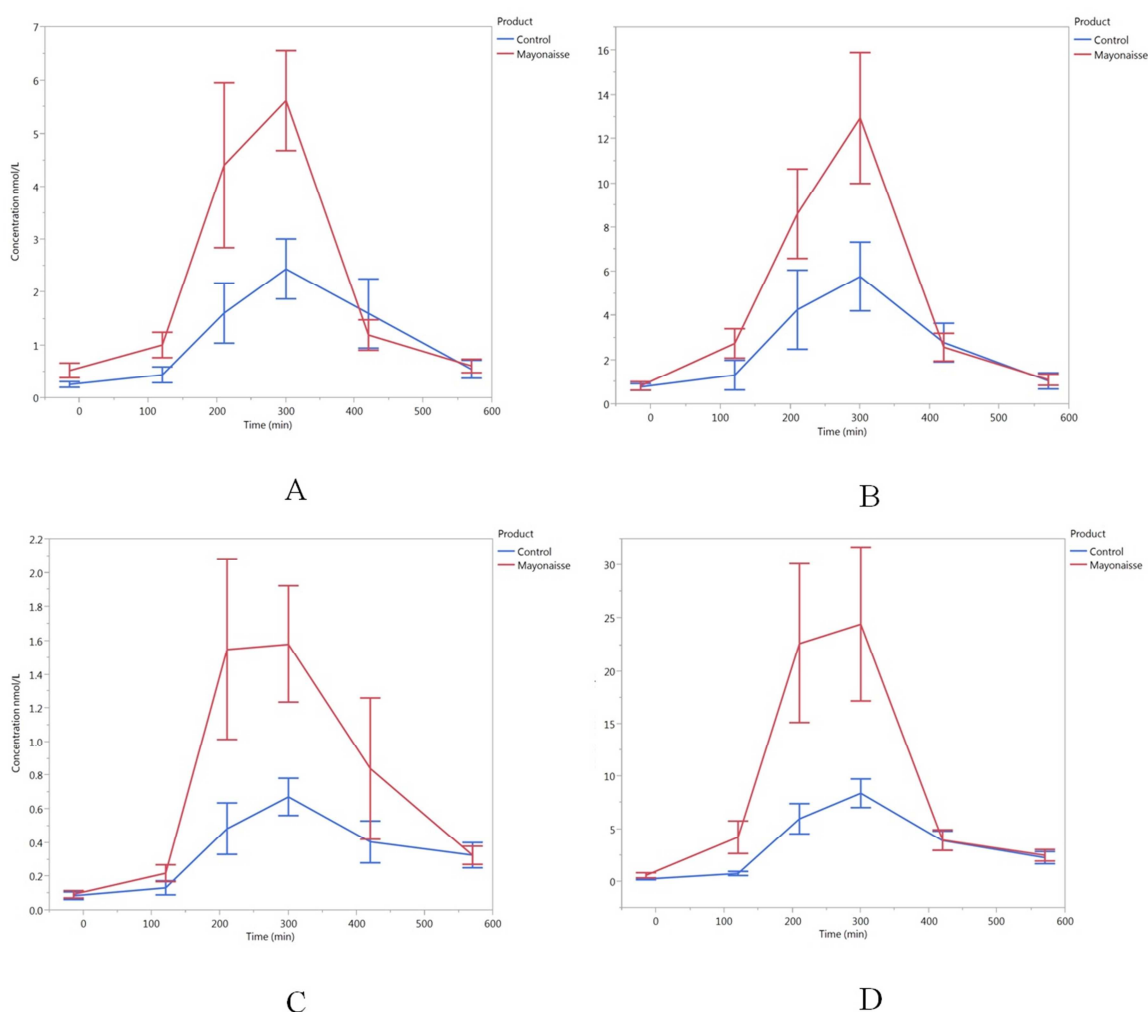 Product
Control
Mayonaisse
7
6
5
4
3
2
1
0
Concentration nmol/L
0 100 200 300 400 500 600
Time (min)
A
Product
Control
Mayonaisse
16
14
12
10
8
6
4
2
0
0 100 200 300 400 500 600
Time (min)
B
Product
Control
Mayonaisse
2.2
2.0
1.8
1.6
1.4
1.2
1.0
0.8
0.6
0.4
0.2
0.0
Concentration nmol/L
0 100 200 300 400 500 600
Time (min)
C
Product
Control
Mayonaisse
30
25
20
15
10
5
0
0 100 200 300 400 500 600
Time (min)
D